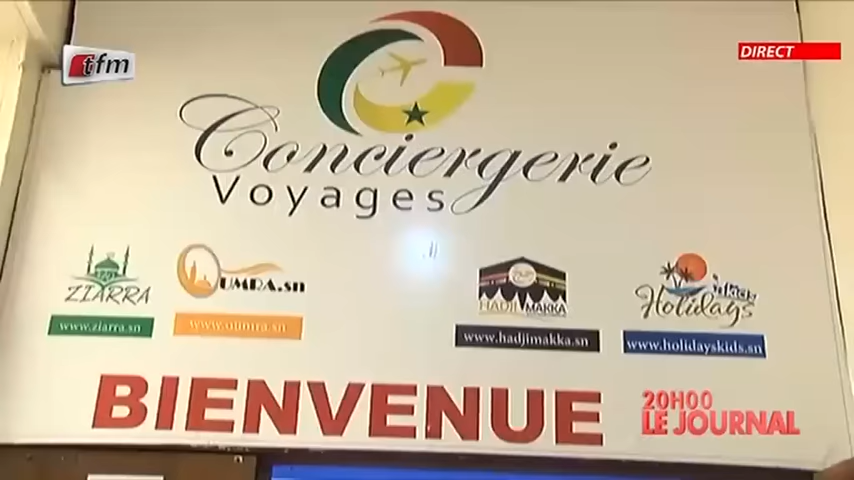 tfm
DIRECT
Conciergerie
Voyages
ZIARRA
OUMRA.sn
HADJI MAKKA
Holidays
www.ziarra.sn
www.oumra.sn
www.hadjimakka.sn
www.holidayskids.sn
BIENVENUE
20H00
LE JOURNAL